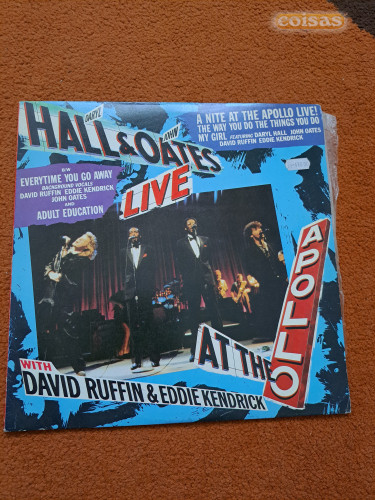 coisas
DARYL
HALL & JOHN
OATES
A NITE AT THE APOLLO LIVE!
THE WAY YOU DO THE THINGS YOU DO
MY GIRL FEATURING DARYL HALL JOHN OATES
DAVID RUFFIN EDDIE KENDRICK
B/W
EVERYTIME YOU GO AWAY
BACKGROUND VOCALS
DAVID RUFFIN EDDIE KENDRICK
JOHN OATES
AND
ADULT EDUCATION
LIVE
AT THE
APOLLO
WITH
DAVID RUFFIN & EDDIE KENDRICK